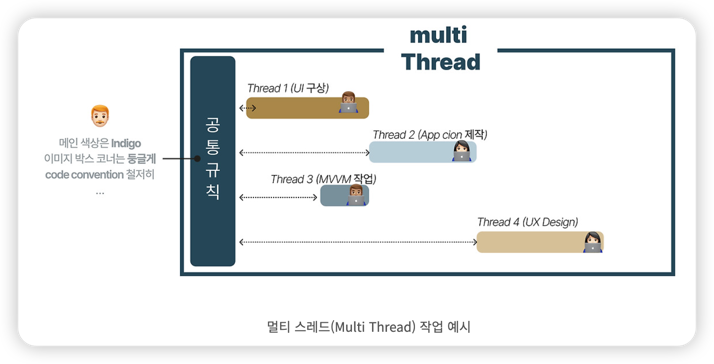 multi
Thread
메인 색상은 Indigo
이미지 박스 코너는 둥글게
code convention 철저히
...
공통규칙
Thread 1 (UI 구상)
Thread 2 (App cion 제작)
Thread 3 (MVVM 작업)
Thread 4 (UX Design)
멀티 스레드(Multi Thread) 작업 예시